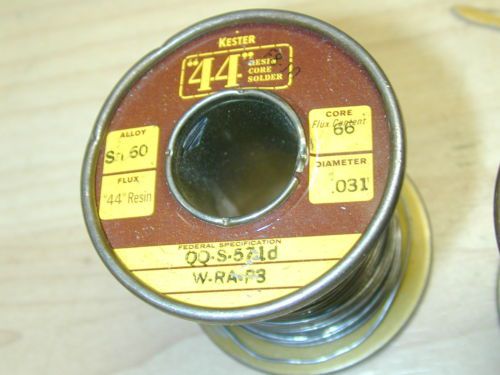 KESTER
"44" RESIN
CORE
SOLDER
ALLOY
Sn 60
FLUX
"44" Resin
CORE
Flux Content
66
DIAMETER
.031
FEDERAL SPECIFICATION
QQ-S-571d
W-RA-P3